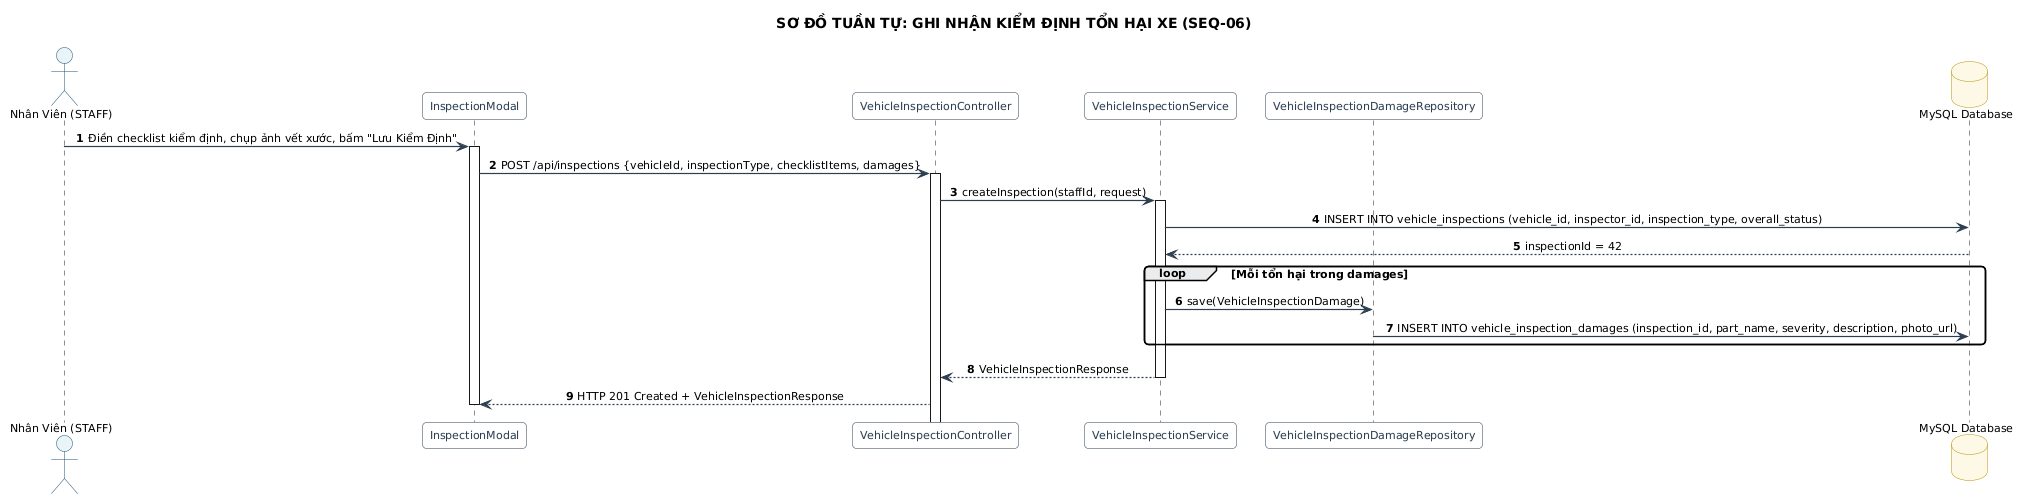 SƠ ĐỒ TUẦN TỰ: GHI NHẬN KIỂM ĐỊNH TỔN HẠI XE (SEQ-06)
Nhân Viên (STAFF)
InspectionModal
VehicleInspectionController
VehicleInspectionService
VehicleInspectionDamageRepository
MySQL Database
1 Điền checklist kiểm định, chụp ảnh vết xước, bấm "Lưu Kiểm Định"
2 POST /api/inspections {vehicleId, inspectionType, checklistItems, damages}
3 createInspection(staffId, request)
4 INSERT INTO vehicle_inspections (vehicle_id, inspector_id, inspection_type, overall_status)
5 inspectionId = 42
loop [Mỗi tổn hại trong damages]
6 save(VehicleInspectionDamage)
7 INSERT INTO vehicle_inspection_damages (inspection_id, part_name, severity, description, photo_url)
8 VehicleInspectionResponse
9 HTTP 201 Created + VehicleInspectionResponse
Nhân Viên (STAFF)
InspectionModal
VehicleInspectionController
VehicleInspectionService
VehicleInspectionDamageRepository
MySQL Database